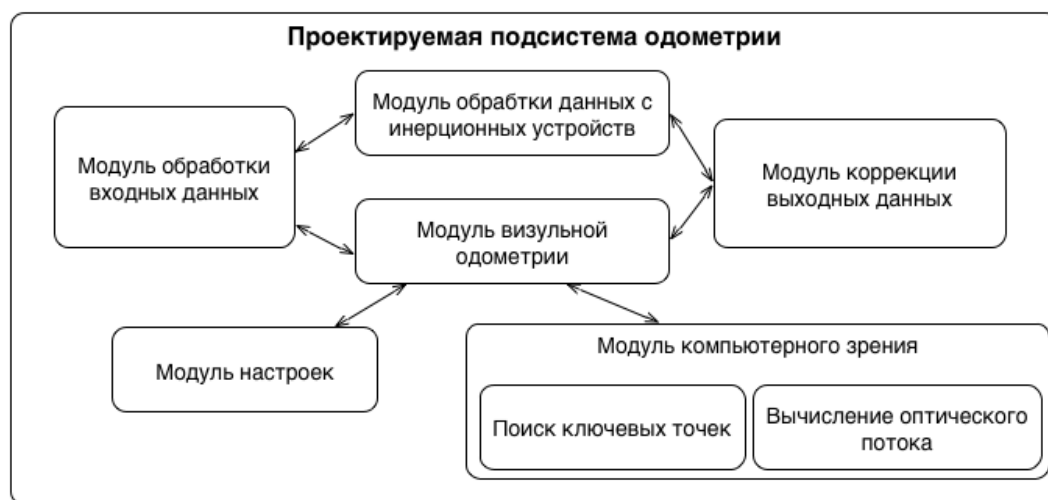 Проектируемая подсистема одометрии
Модуль обрабтки данных с
инерционных устройств
Модуль обработки
входных данных
Модуль коррекции
выходных данных
Модуль визульной
одометрии
Модуль настроек
Модуль компьютерного зрения
Поиск ключевых точек
Вычисление оптического
потока